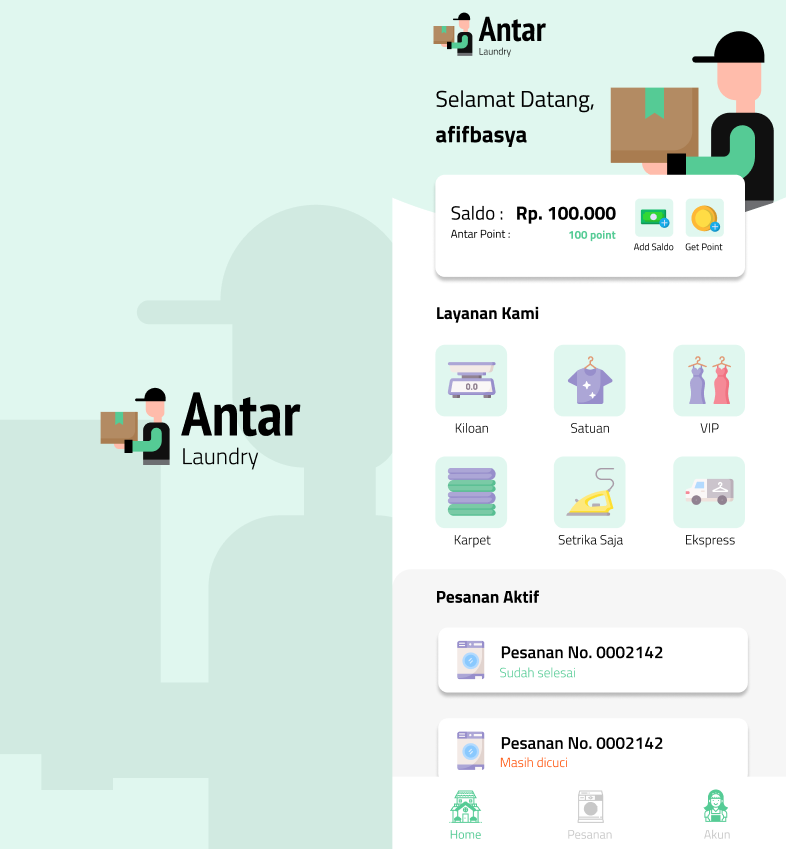 Antar
Laundry
Antar
Laundry
Selamat Datang,
afifbasya
Saldo : Rp. 100.000
Antar Point : 100 point
Add Saldo Get Point
Layanan Kami
0.0
Kiloan Satuan VIP
Karpet Setrika Saja Ekspress
Pesanan Aktif
Pesanan No. 0002142
Sudah selesai
Pesanan No. 0002142
Masih dicuci
Home Pesanan Akun